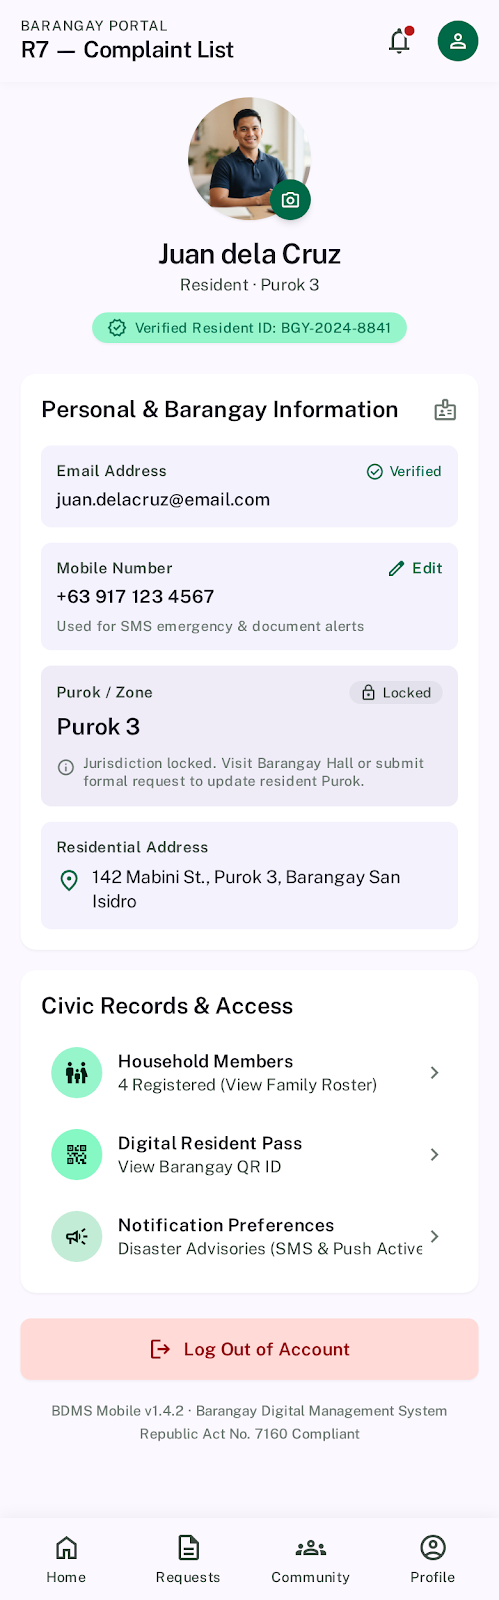 BARANGAY PORTAL
R7 — Complaint List
Juan dela Cruz
Resident · Purok 3
Verified Resident ID: BGY-2024-8841
Personal & Barangay Information
Email Address
Verified
juan.delacruz@email.com
Mobile Number
Edit
+63 917 123 4567
Used for SMS emergency & document alerts
Purok / Zone
Locked
Purok 3
Jurisdiction locked. Visit Barangay Hall or submit
formal request to update resident Purok.
Residential Address
142 Mabini St., Purok 3, Barangay San
Isidro
Civic Records & Access
Household Members
4 Registered (View Family Roster)
Digital Resident Pass
View Barangay QR ID
Notification Preferences
Disaster Advisories (SMS & Push Active
Log Out of Account
BDMS Mobile v1.4.2 · Barangay Digital Management System
Republic Act No. 7160 Compliant
Home
Requests
Community
Profile